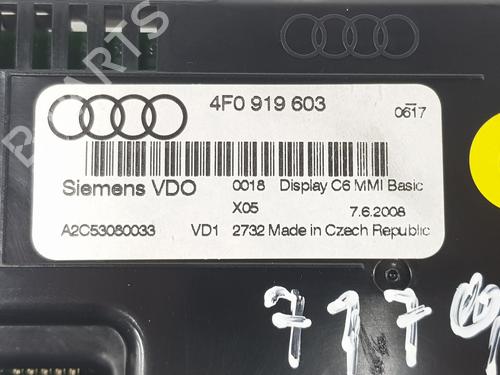 PARTS
4F0 919 603
0617
Siemens VDO
0018 Display C6 MMI Basic
X05 7.6.2008
A2C53080033 VD1 2732 Made in Czech Republic